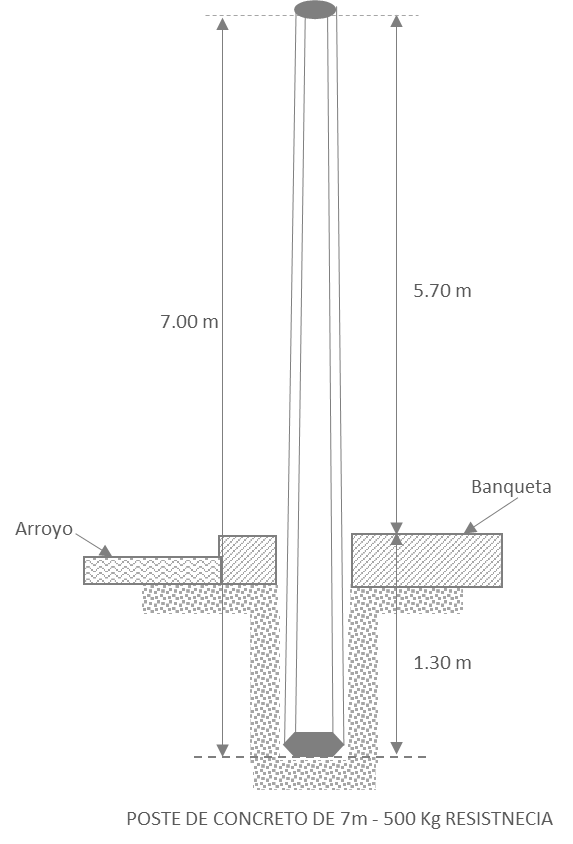 5.70 m
7.00 m
Banqueta
Arroyo
1.30 m
POSTE DE CONCRETO DE 7m - 500 Kg RESISTNECIA